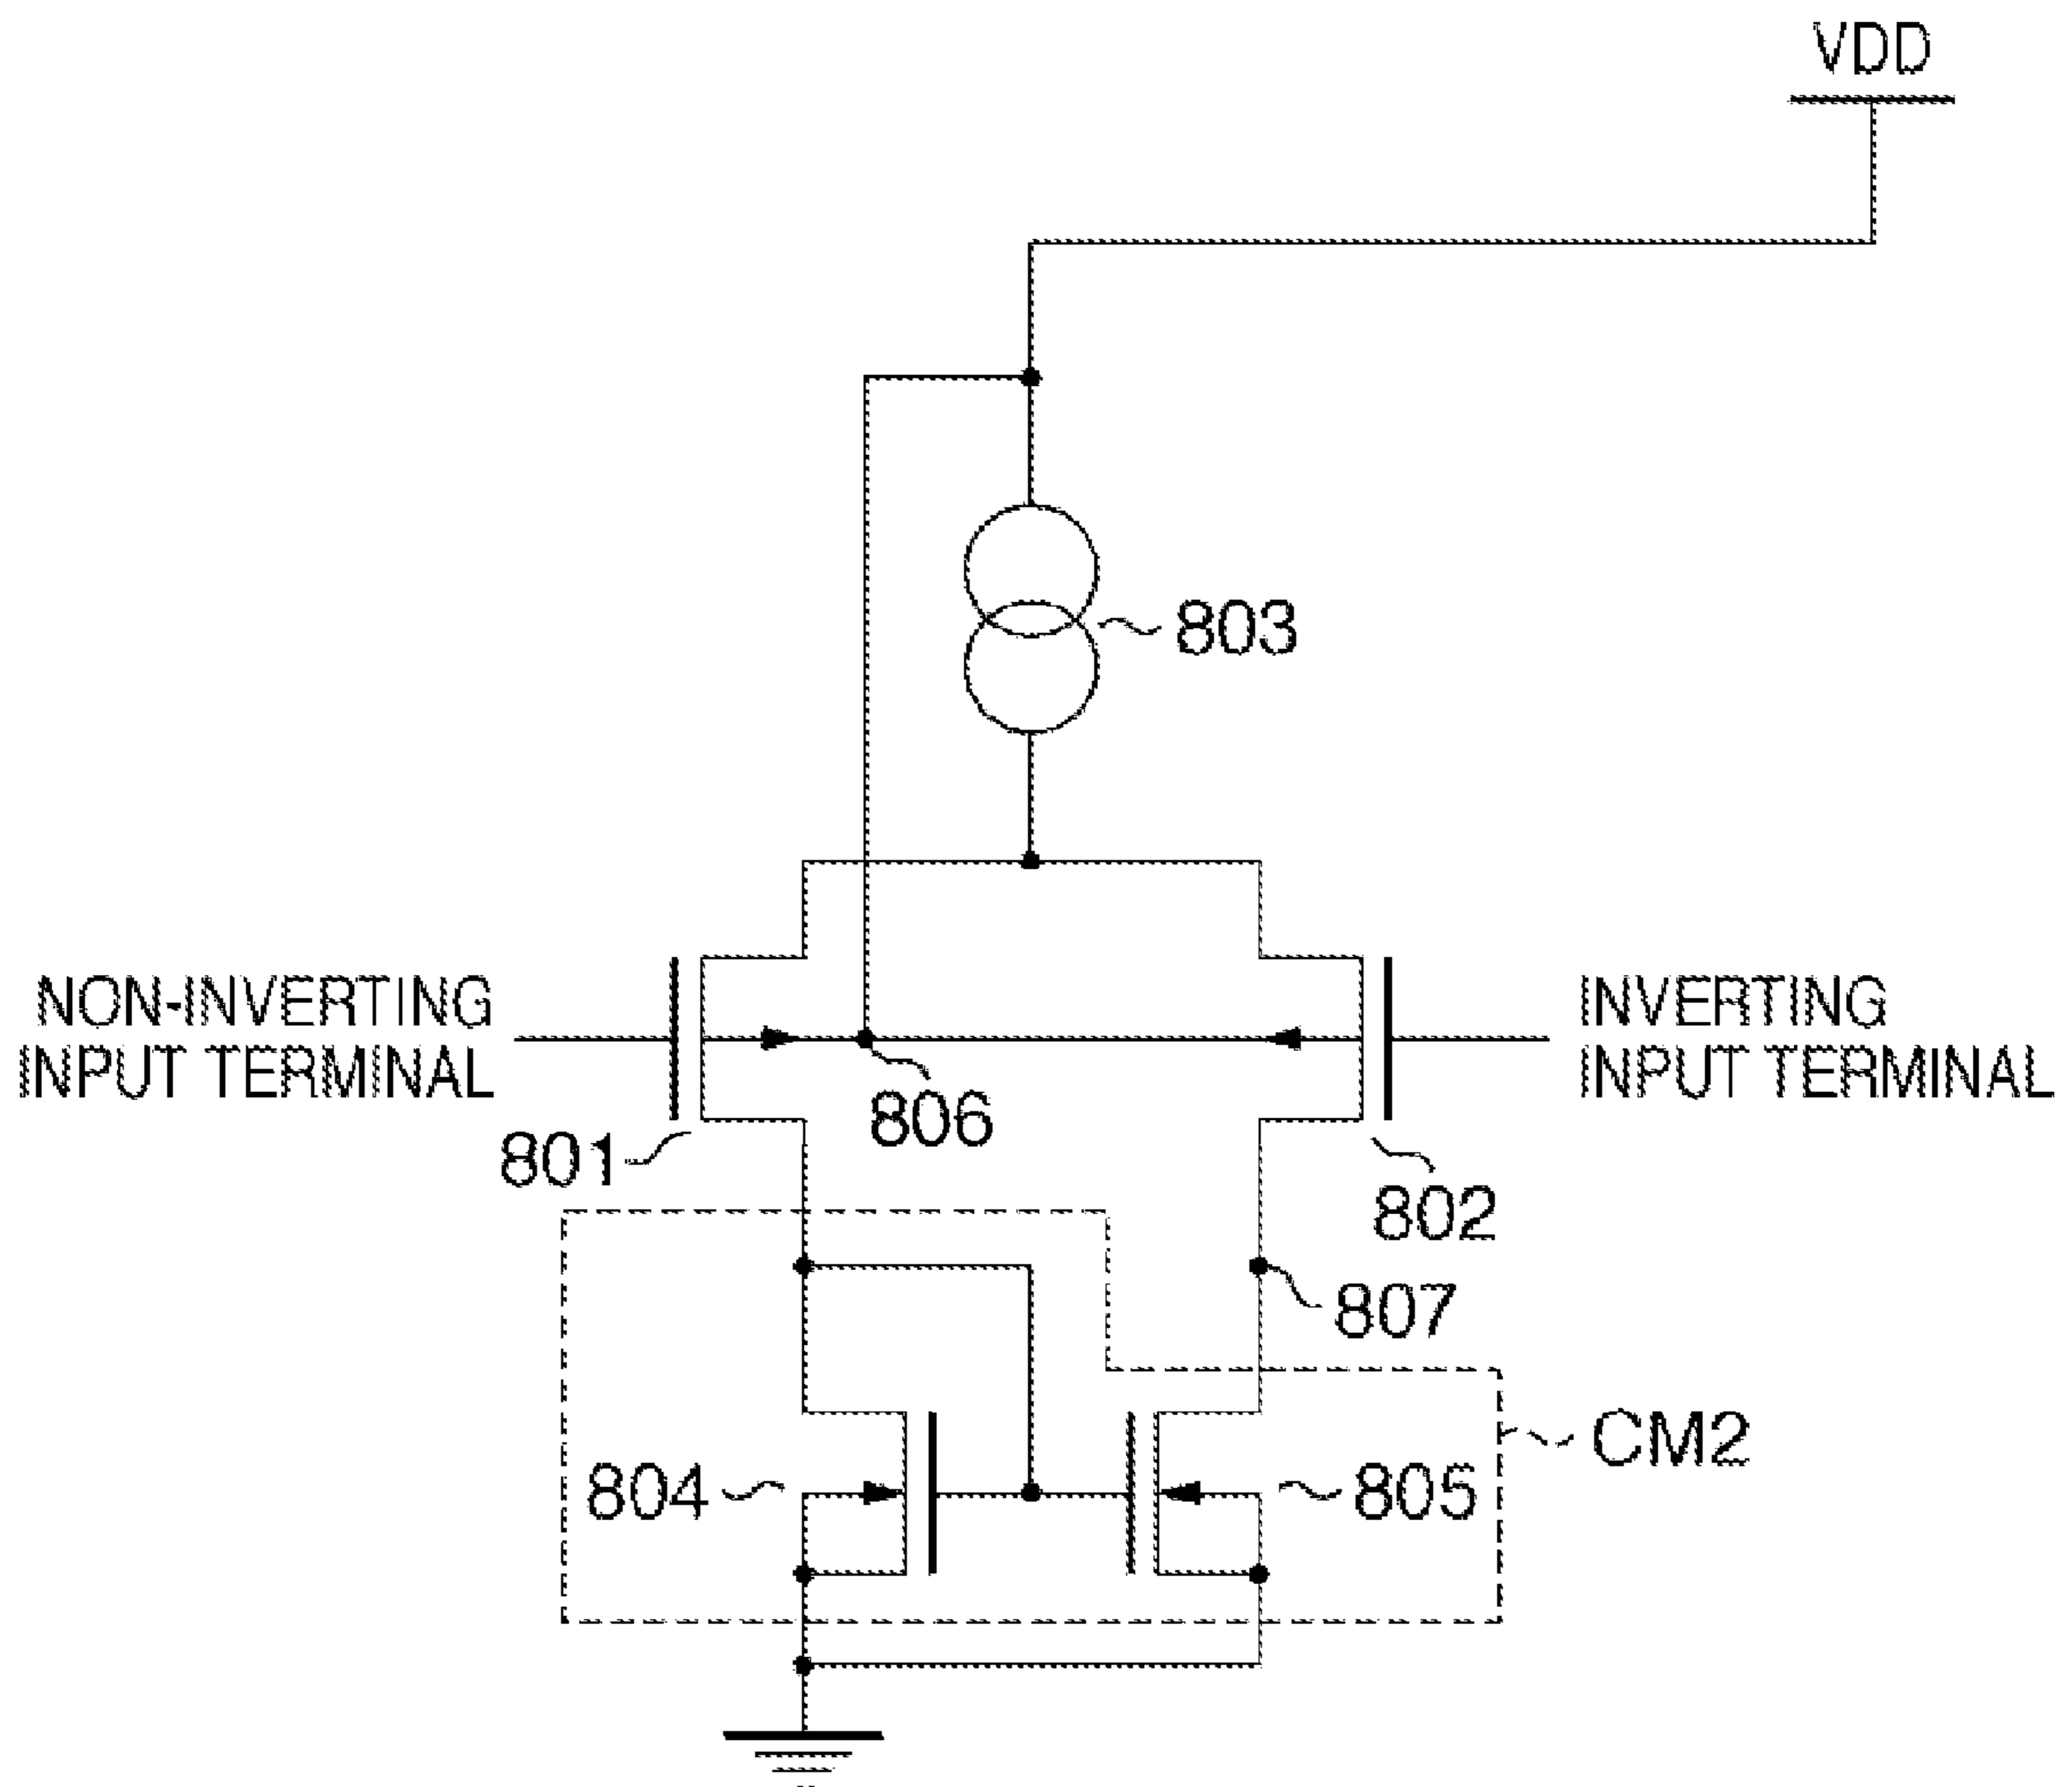 VDD
803
NON-INVERTING
INPUT TERMINAL
INVERTING
INPUT TERMINAL
806
801
802
807
CM2
804
805